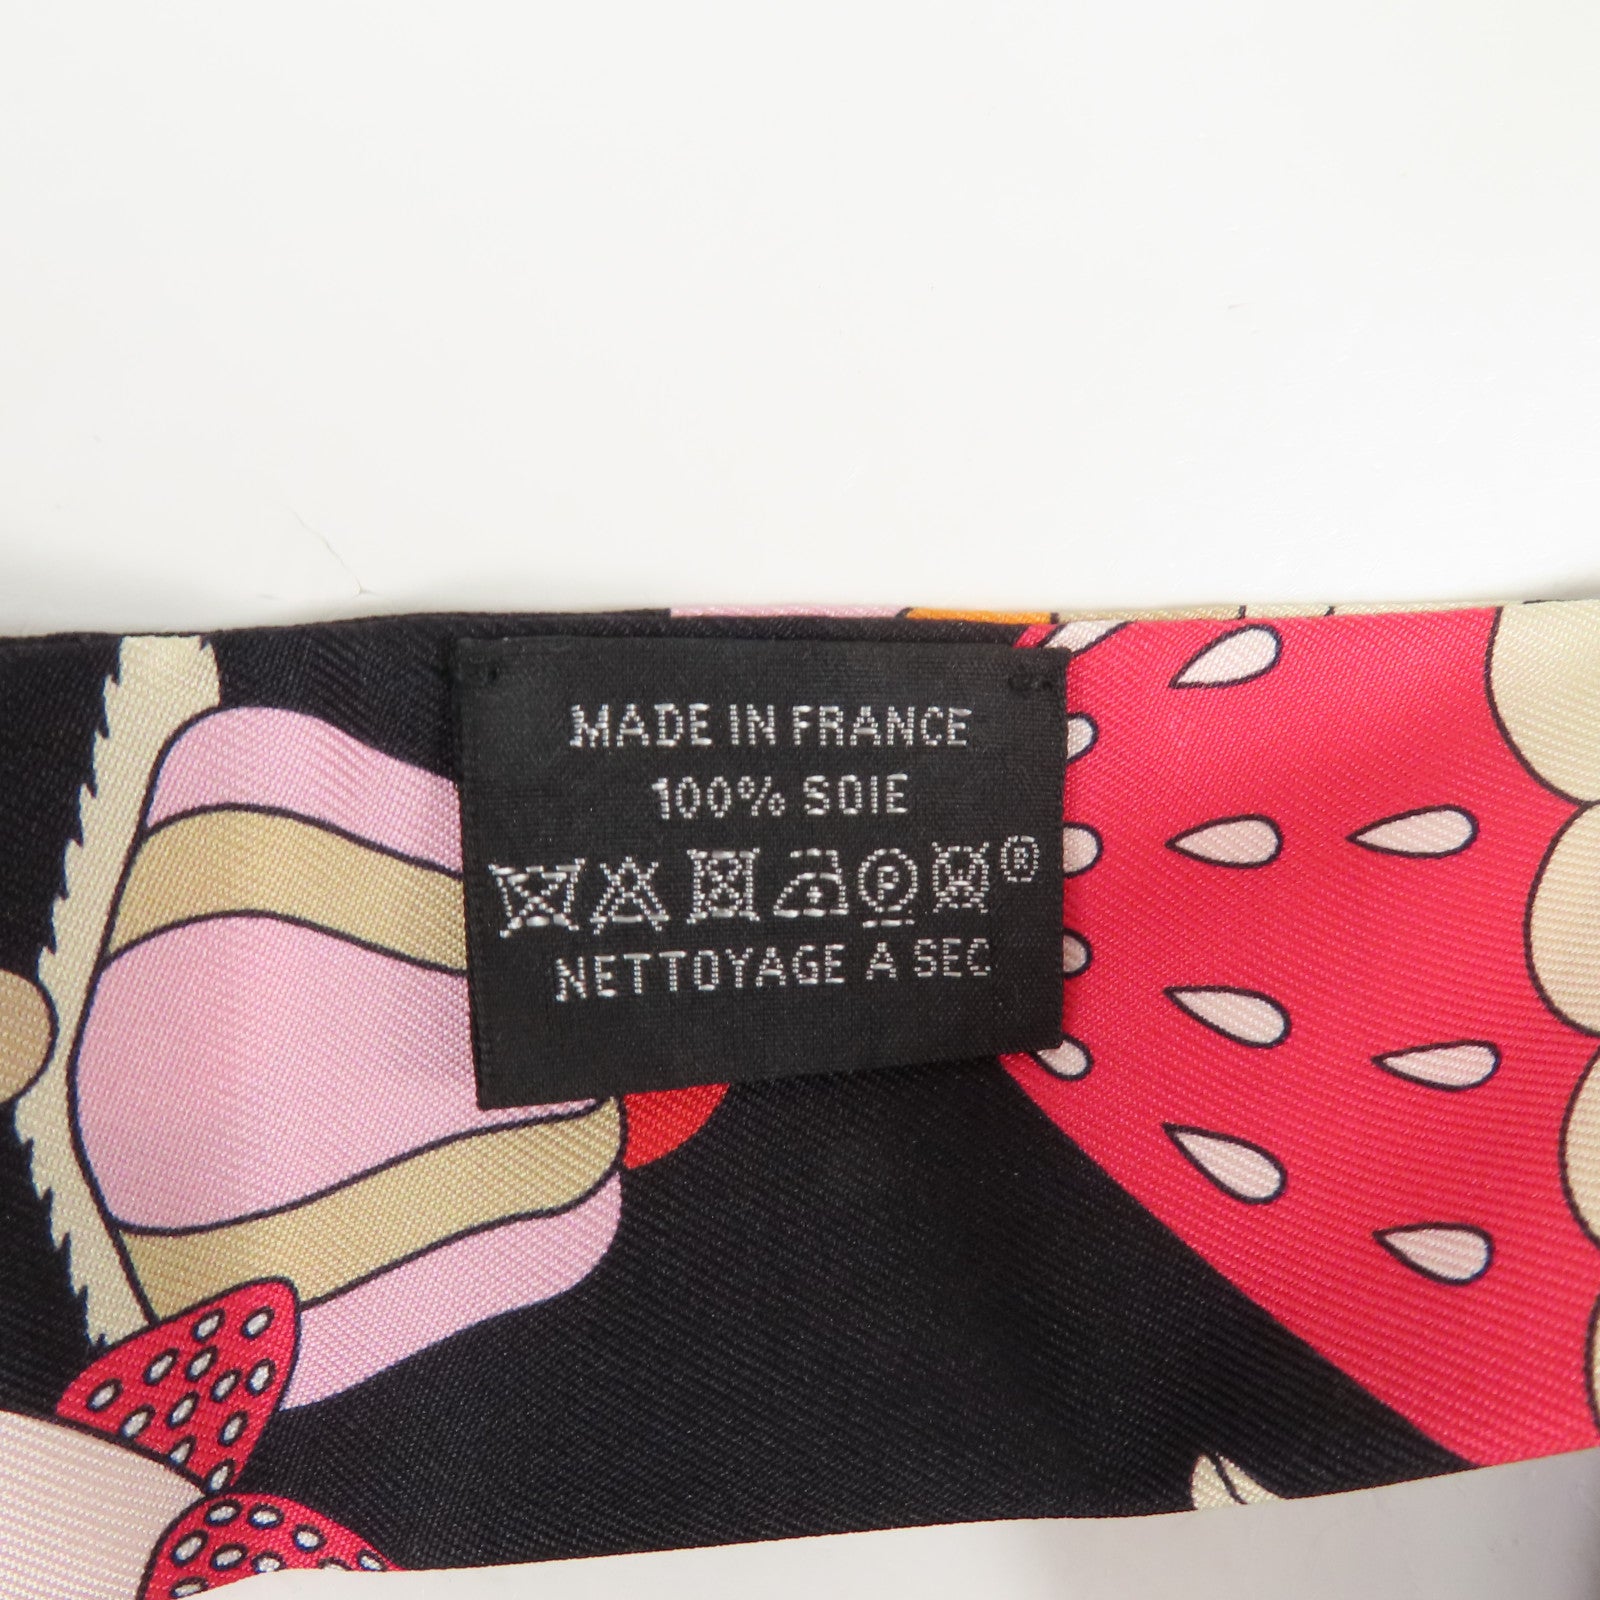 MADE IN FRANCE
100% SOIE
P W ®
NETTOYAGE A SEC